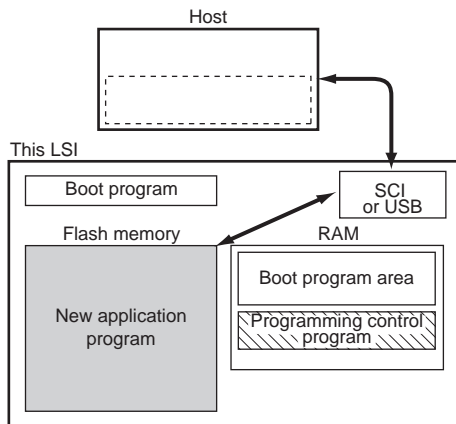 Host
This LSI
Boot program
SCI
or USB
Flash memory
RAM
New application
program
Boot program area
Programming control
program